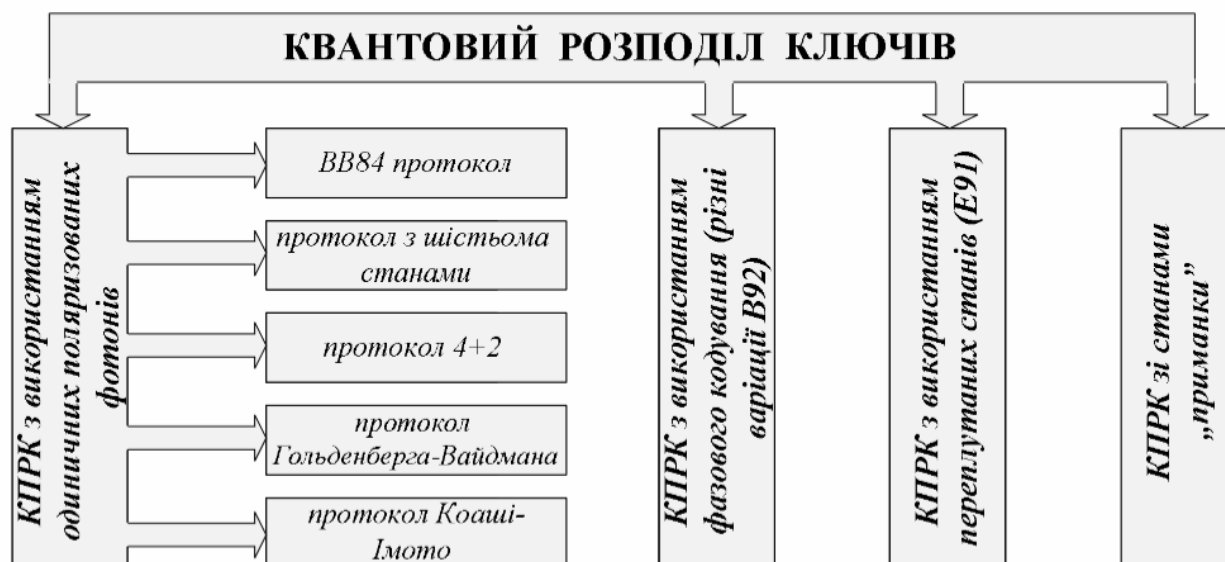 КВАНТОВИЙ РОЗПОДІЛ КЛЮЧІВ
КПРК з використанням
одиничних поляризованих
фотонів
BB84 протокол
протокол з шістьома
станами
протокол 4+2
протокол
Гольденберга-Вайдмана
протокол Коаші-
Імото
КПРК з використанням
фазового кодування (різні
варіації B92)
КПРК з використанням
переплутаних станів (E91)
КПРК зі станами
„приманки”